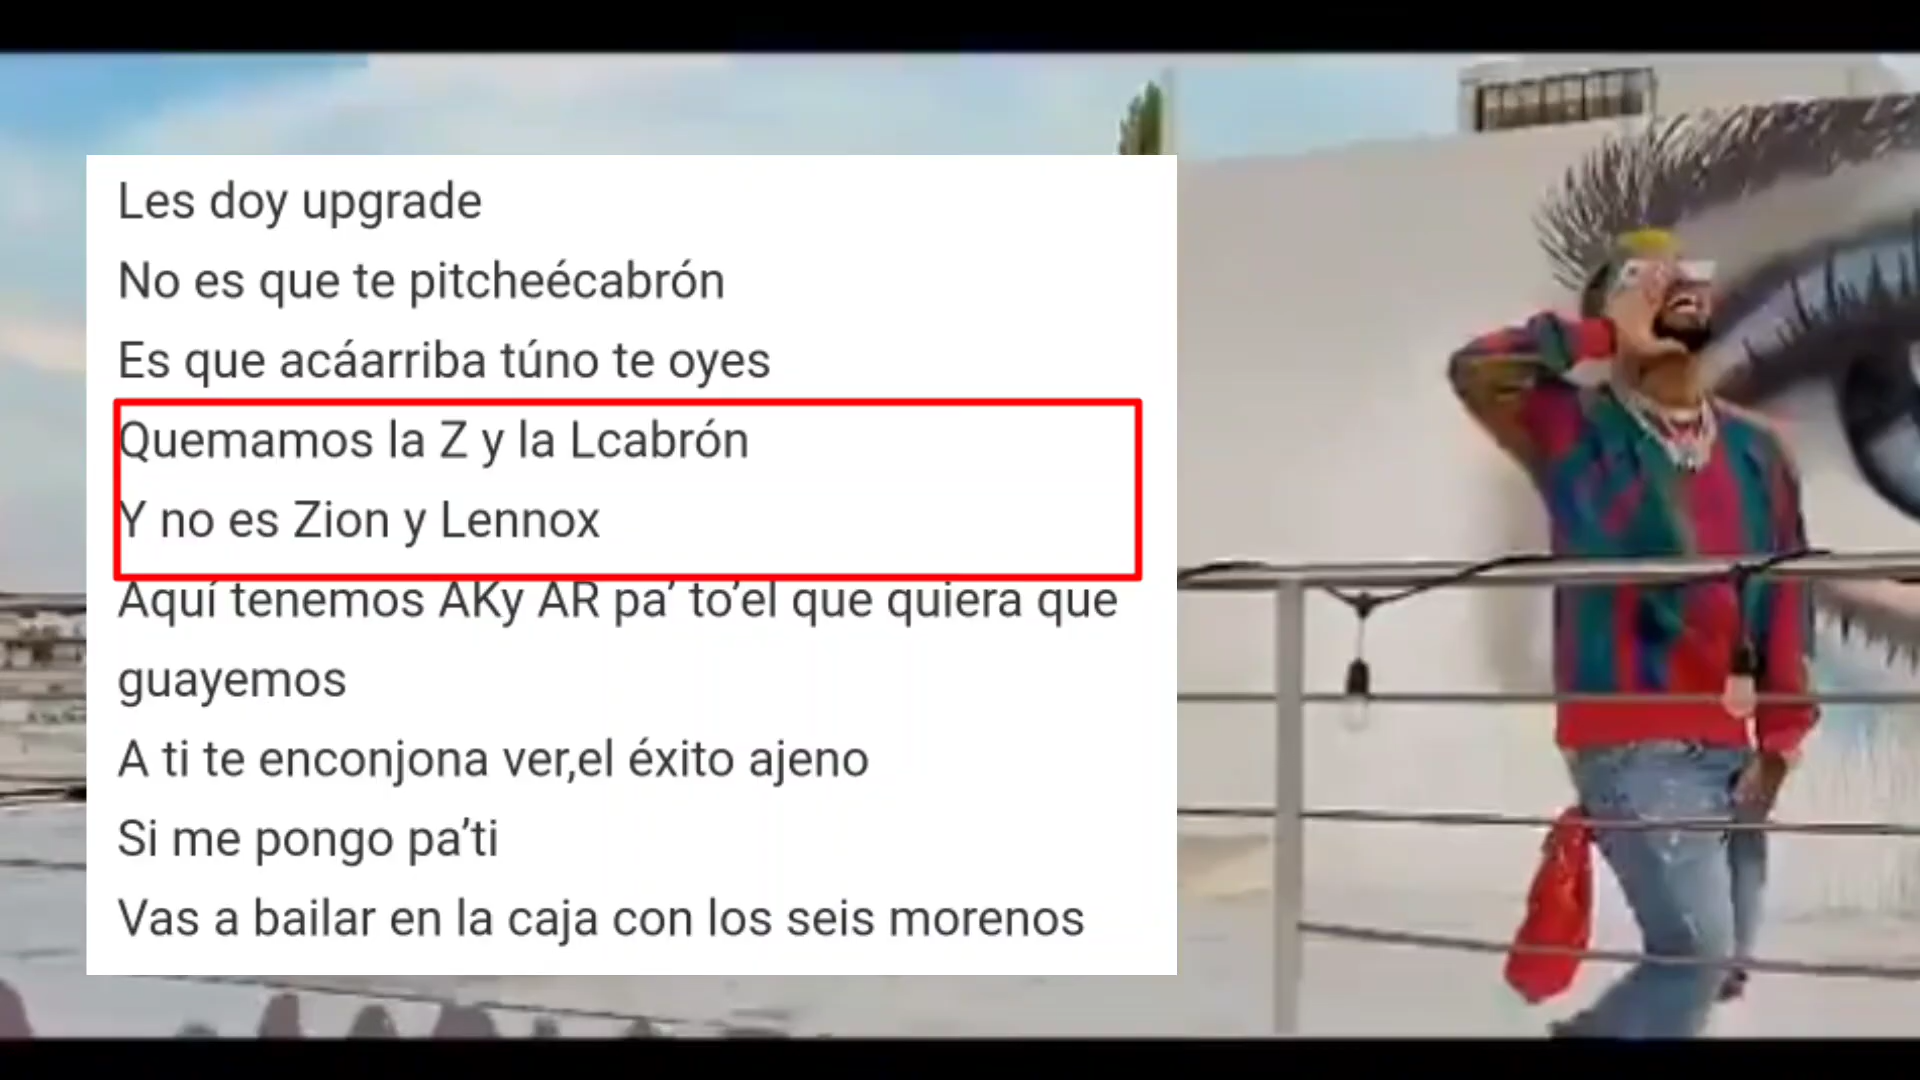 Les doy upgrade
No es que te pitcheécabrón
Es que acáarriba túno te oyes
Quemamos la Z y la Lcabrón
Y no es Zion y Lennox
Aquí tenemos AKy AR pa’ to’el que quiera que
guayemos
A ti te enconjona ver,el éxito ajeno
Si me pongo pa’ti
Vas a bailar en la caja con los seis morenos